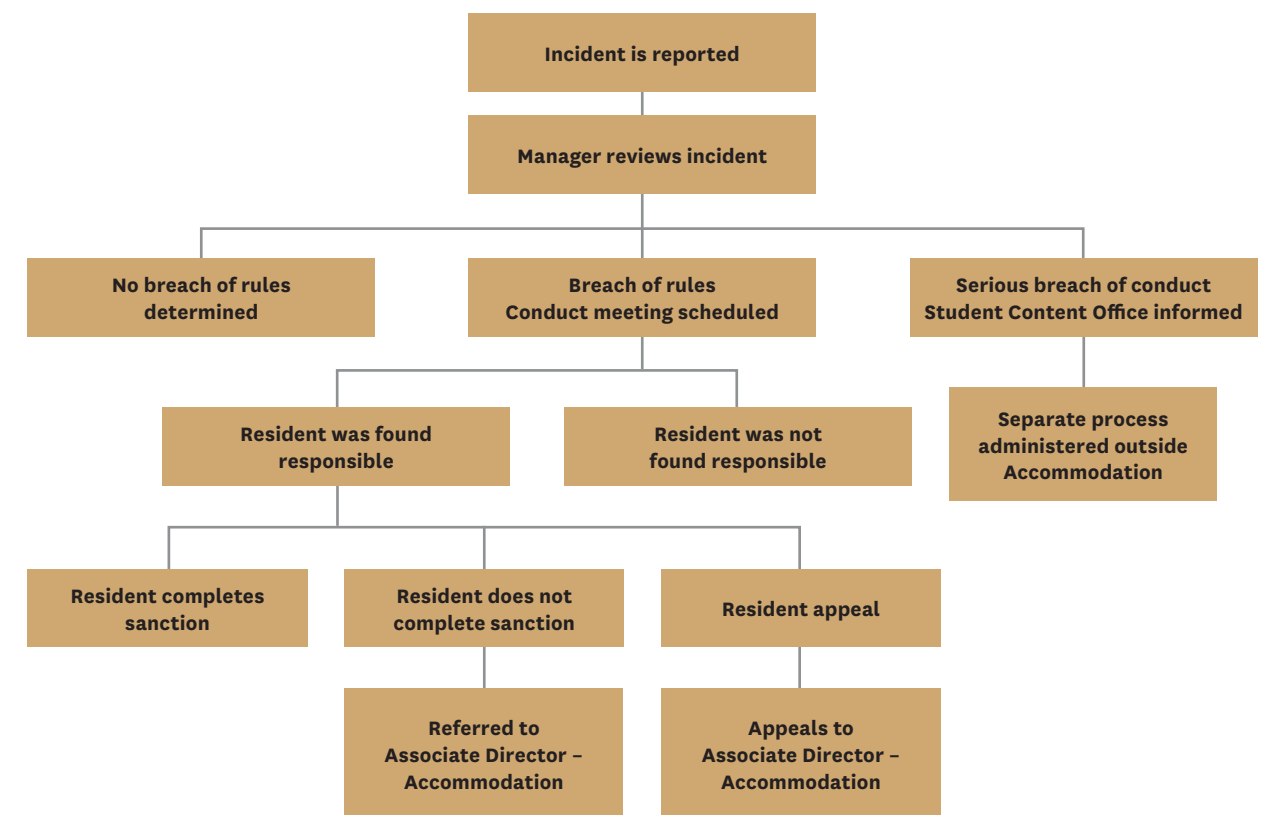 Incident is reported
Manager reviews incident
No breach of rules
determined
Breach of rules
Conduct meeting scheduled
Serious breach of conduct
Student Content Office informed
Resident was found
responsible
Resident was not
found responsible
Separate process
administered outside
Accommodation
Resident completes
sanction
Resident does not
complete sanction
Resident appeal
Referred to
Associate Director –
Accommodation
Appeals to
Associate Director –
Accommodation